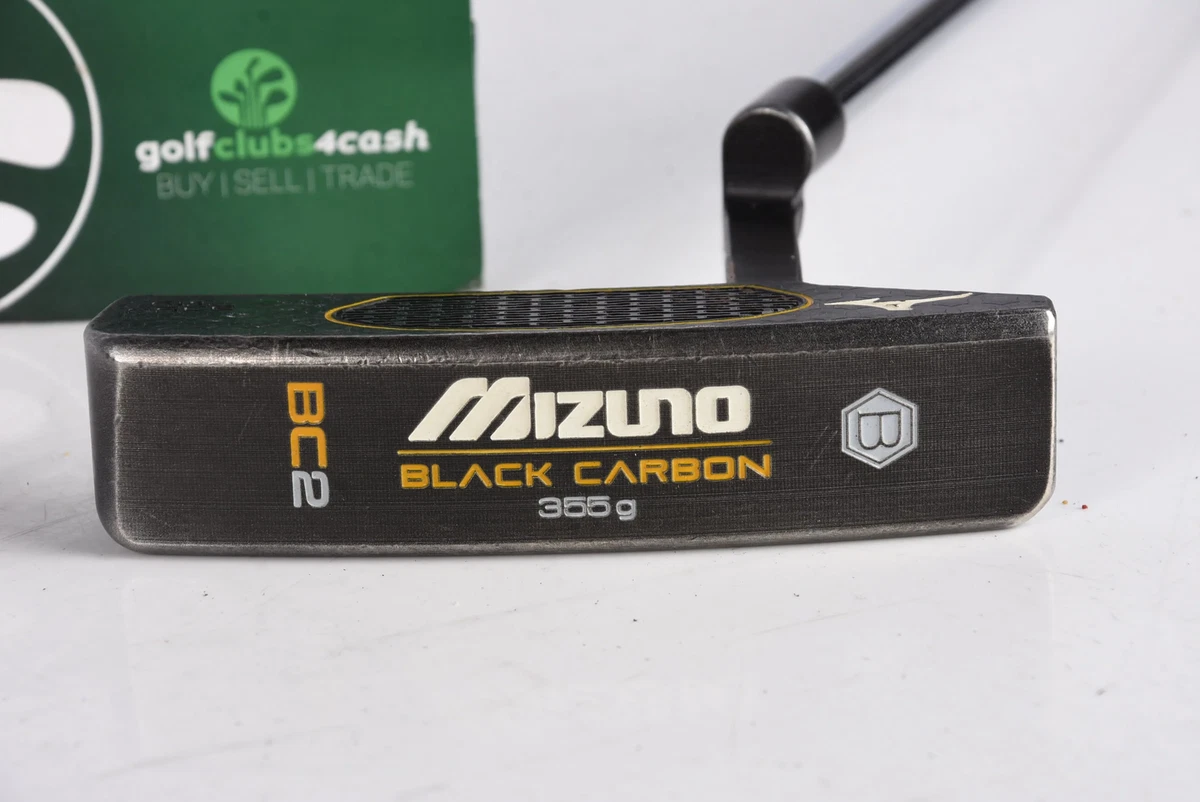 golfclubs4cash
BUY | SELL | TRADE
BC2
MIZUNO
BLACK CARBON
355g
B